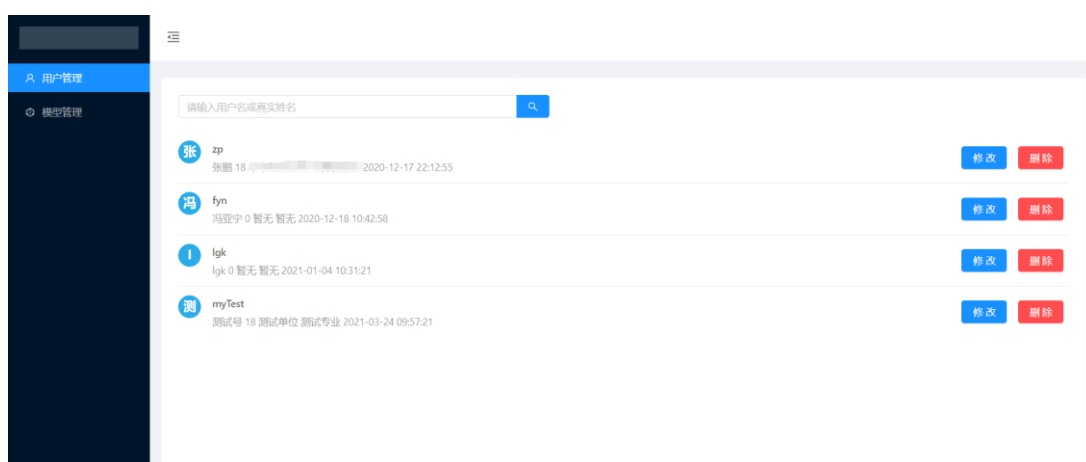 用户管理
模型管理
请输入用户名或真实姓名
张 zp
张鹏 18 2020-12-17 22:12:55
修改 删除
冯 fyn
冯亚宁 0 暂无 暂无 2020-12-18 10:42:58
修改 删除
l lgk
lgk 0 暂无 暂无 2021-01-04 10:31:21
修改 删除
测 myTest
测试号 18 测试单位 测试专业 2021-03-24 09:57:21
修改 删除